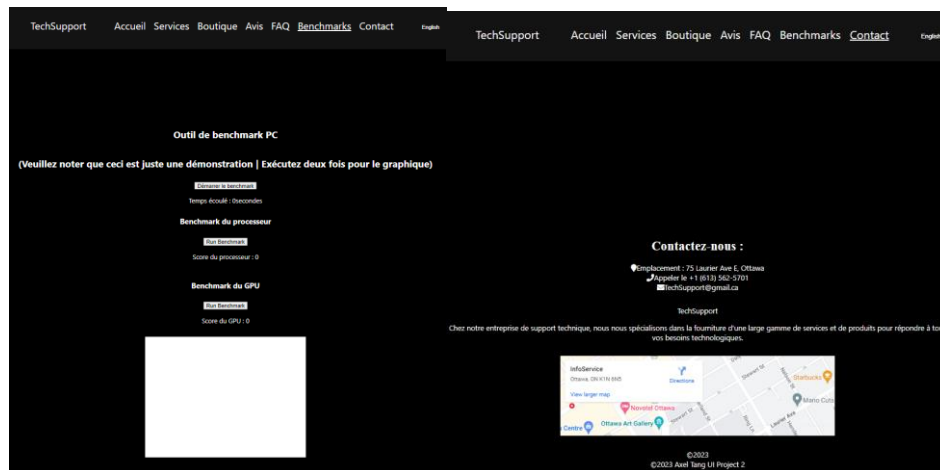 TechSupport Accueil Services Boutique Avis FAQ Benchmarks Contact English
Outil de benchmark PC
(Veuillez noter que ceci est juste une démonstration | Exécutez deux fois pour le graphique)
Démarrer le benchmark
Temps écoulé : 0secondes
Benchmark du processeur
Run Benchmark
Score du processeur : 0
Benchmark du GPU
Run Benchmark
Score du GPU : 0
TechSupport Accueil Services Boutique Avis FAQ Benchmarks Contact English
Contactez-nous :
Emplacement : 75 Laurier Ave E, Ottawa
Appeler le +1 (613) 562-5701
TechSupport@gmail.ca
TechSupport
Chez notre entreprise de support technique, nous nous spécialisons dans la fourniture d'une large gamme de services et de produits pour répondre à to
vos besoins technologiques.
InfoService
Ottawa, ON K1N 6N5
Directions
View larger map
Novotel Ottawa
Ottawa Art Gallery
Centre
Stewart St
Starbucks
Mario Cuts
Laurier Ave
©2023
©2023 Axel Tang UI Project 2